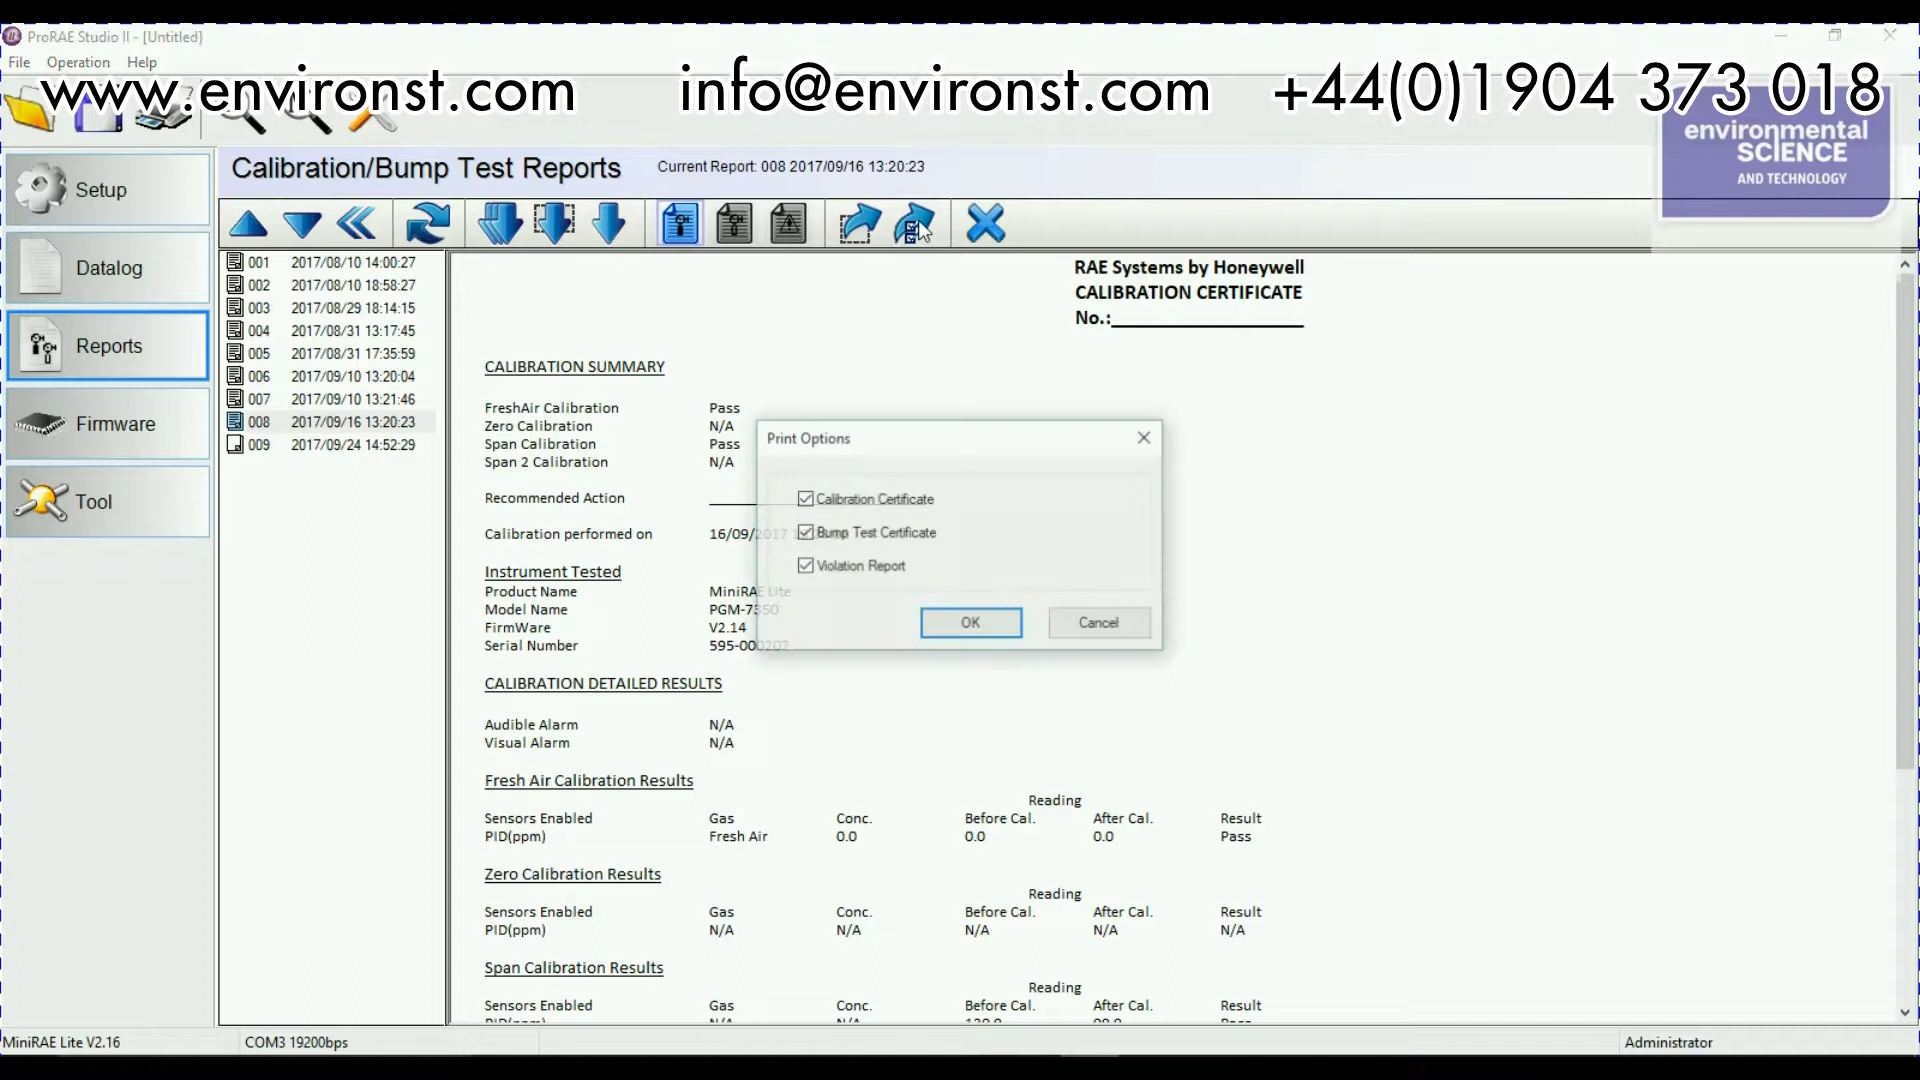 ProRAE Studio II - [Untitled]
File Operation Help
www.environst.com info@environst.com +44(0)1904 373 018
environmental
SCIENCE
AND TECHNOLOGY
Setup
Datalog
Reports
Firmware
Tool
Calibration/Bump Test Reports Current Report: 008 2017/09/16 13:20:23
001 2017/08/10 14:00:27
002 2017/08/10 18:58:27
003 2017/08/29 18:14:15
004 2017/08/31 13:17:45
005 2017/08/31 17:35:59
006 2017/09/10 13:20:04
007 2017/09/10 13:21:46
008 2017/09/16 13:20:23
009 2017/09/24 14:52:29
RAE Systems by Honeywell
CALIBRATION CERTIFICATE
No.:
CALIBRATION SUMMARY
FreshAir Calibration Pass
Zero Calibration N/A
Span Calibration Pass
Span 2 Calibration N/A
Recommended Action
Calibration performed on 16/09/2017
Instrument Tested
Product Name MiniRAE Lite
Model Name PGM-7350
FirmWare V2.14
Serial Number 595-000207
Print Options
Calibration Certificate
Bump Test Certificate
Violation Report
OK Cancel
CALIBRATION DETAILED RESULTS
Audible Alarm N/A
Visual Alarm N/A
Fresh Air Calibration Results
Reading
Sensors Enabled Gas Conc. Before Cal. After Cal. Result
PID(ppm) Fresh Air 0.0 0.0 0.0 Pass
Zero Calibration Results
Reading
Sensors Enabled Gas Conc. Before Cal. After Cal. Result
PID(ppm) N/A N/A N/A N/A N/A
Span Calibration Results
Reading
Sensors Enabled Gas Conc. Before Cal. After Cal. Result
MiniRAE Lite V2.16 COM3 19200bps Administrator